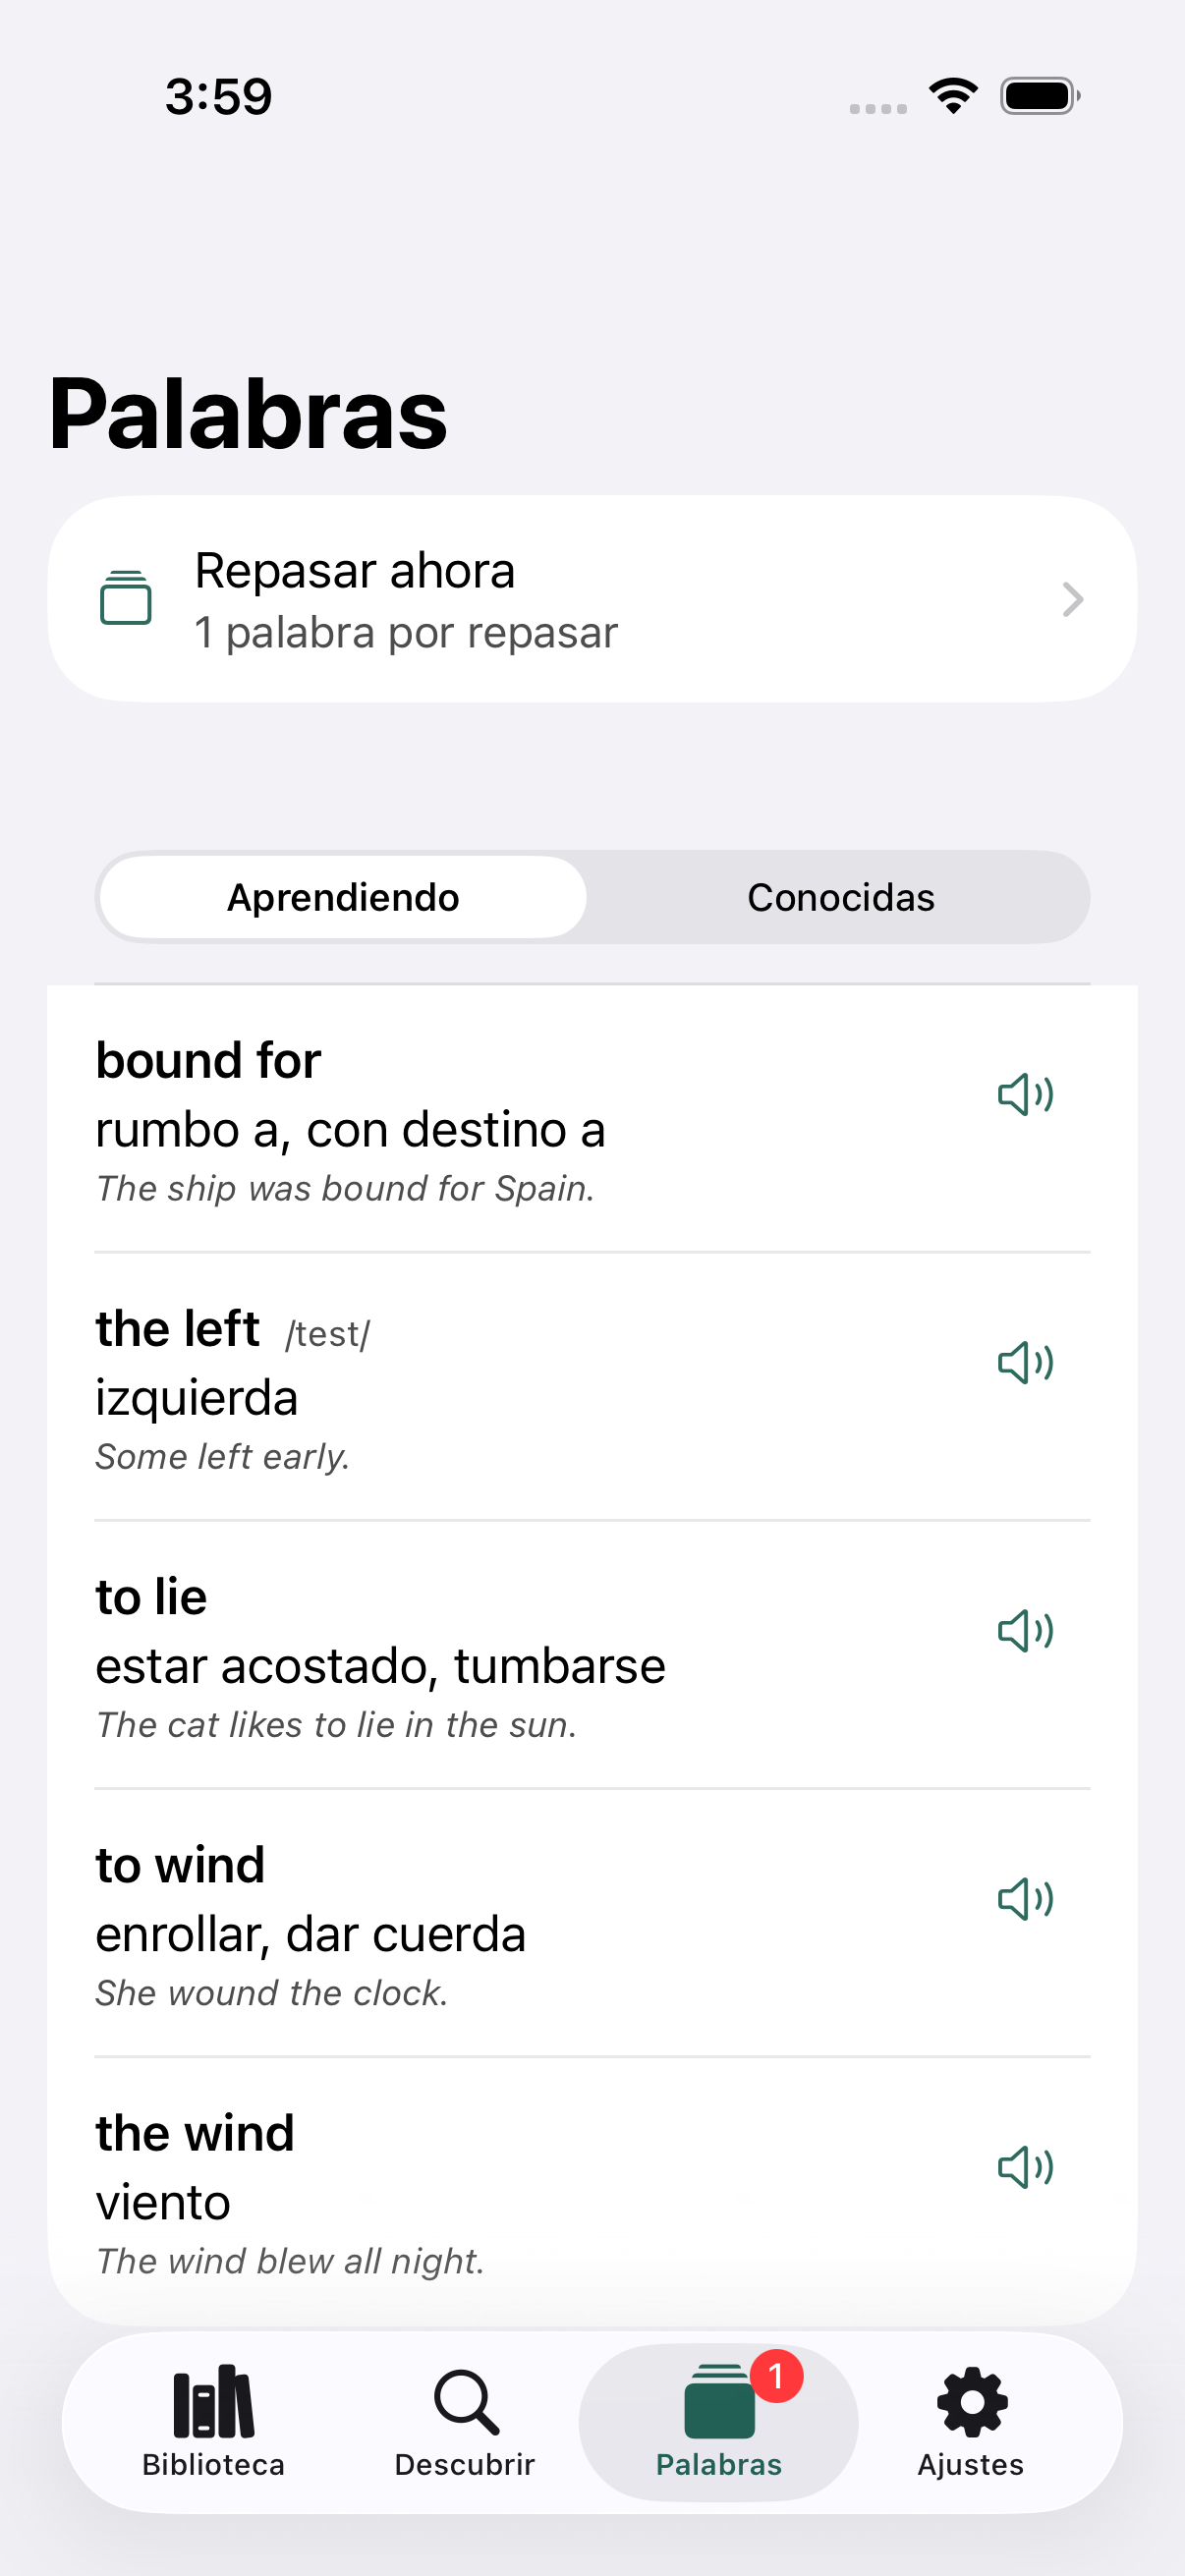 3:59
Palabras
Repasar ahora
1 palabra por repasar
Aprendiendo
Conocidas
bound for
rumbo a, con destino a
The ship was bound for Spain.
the left /test/
izquierda
Some left early.
to lie
estar acostado, tumbarse
The cat likes to lie in the sun.
to wind
enrollar, dar cuerda
She wound the clock.
the wind
viento
The wind blew all night.
1
Biblioteca
Descubrir
Palabras
Ajustes